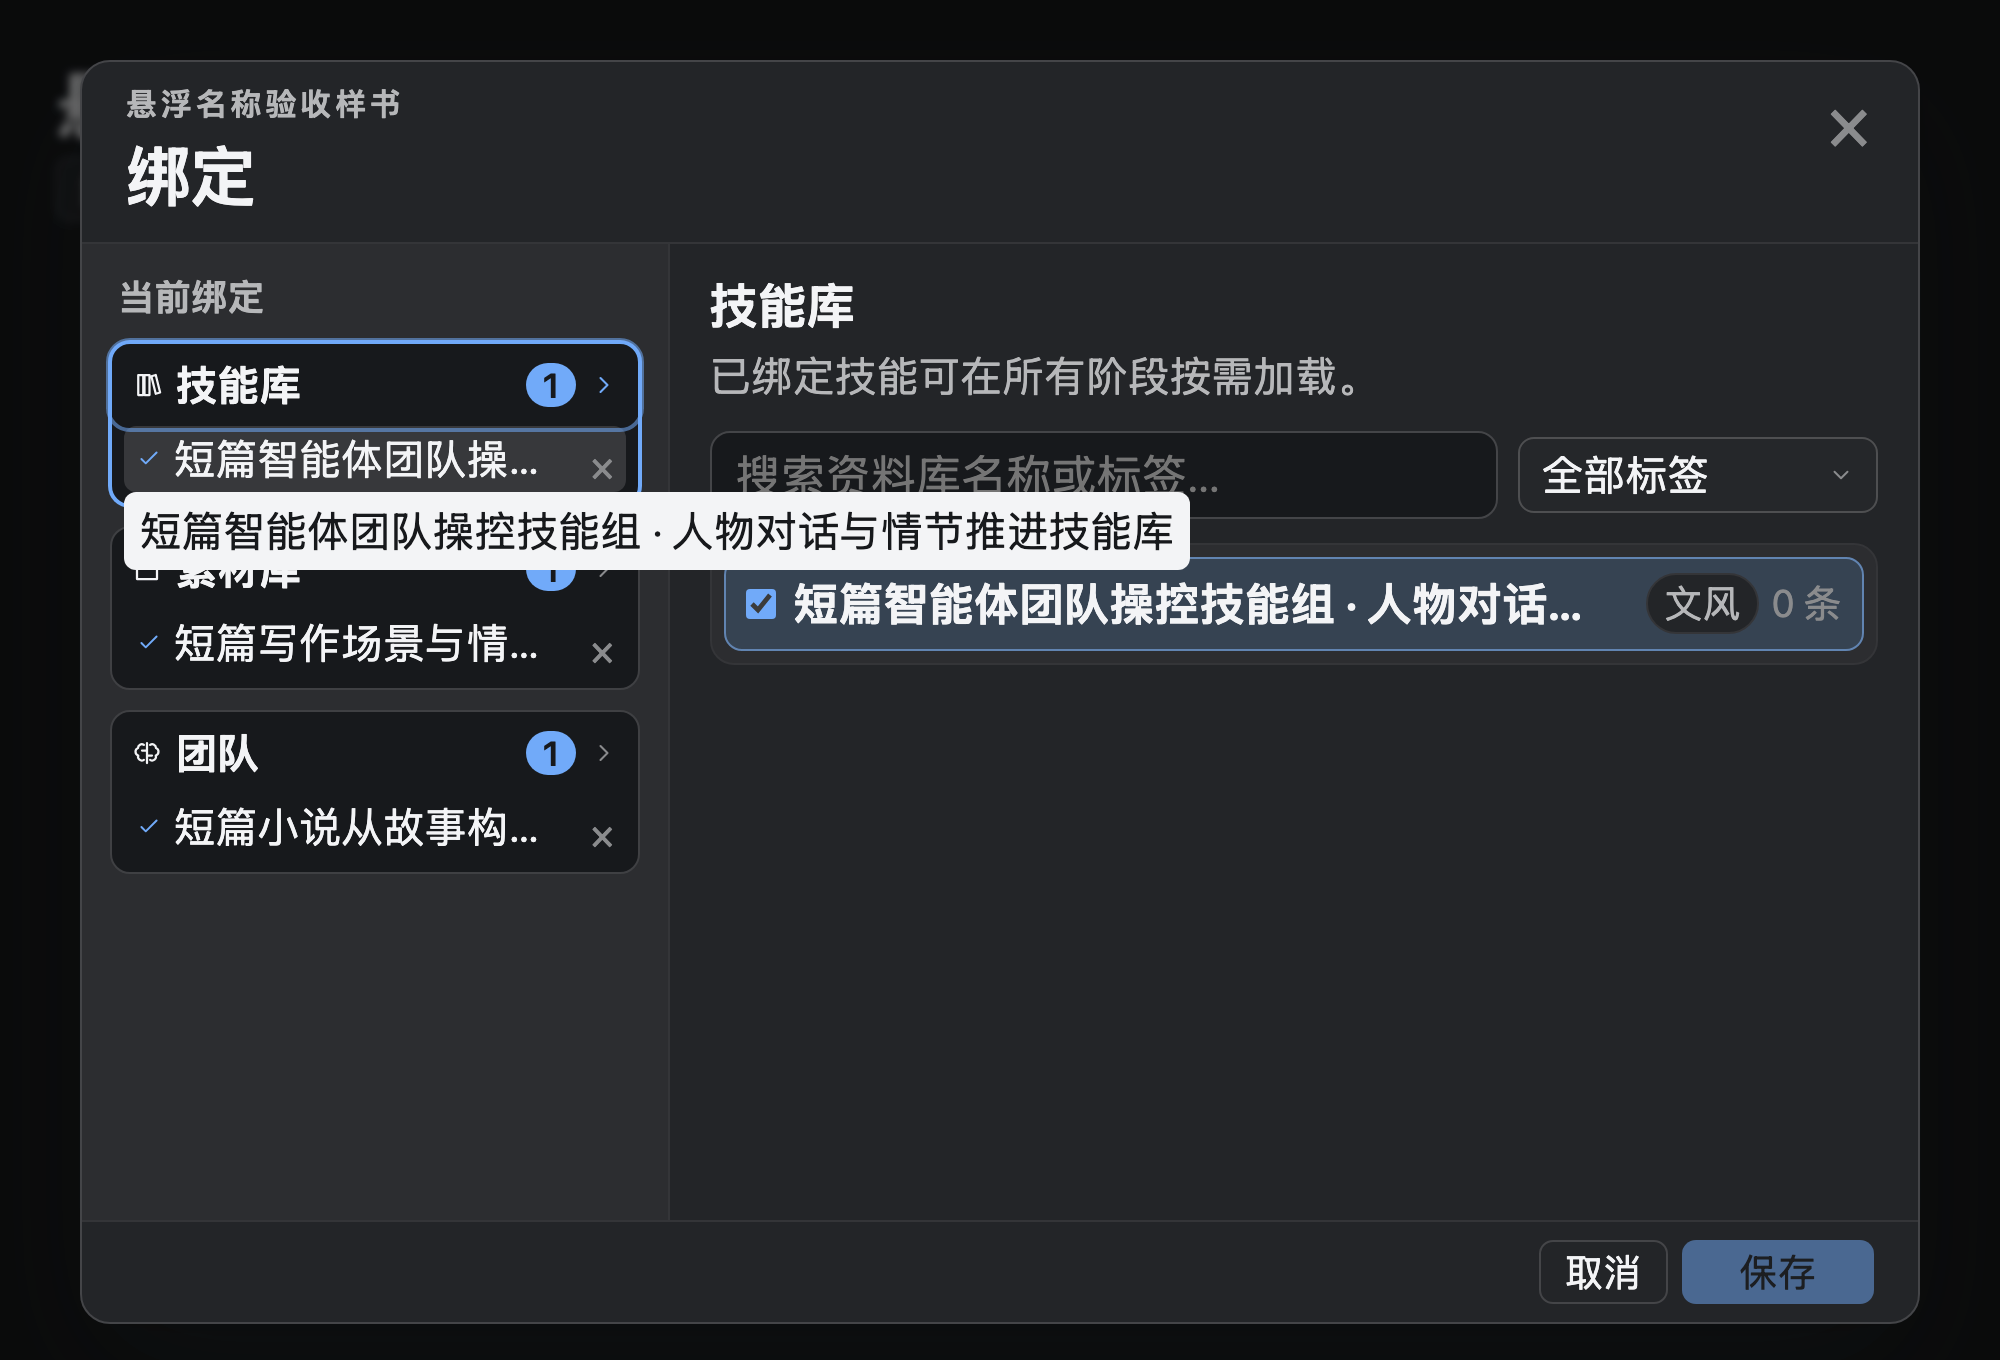 悬浮名称验收样书
绑定
当前绑定
技能库 1
短篇智能体团队操...
短篇智能体团队操控技能组 · 人物对话与情节推进技能库
素材库 1
短篇写作场景与情...
团队 1
短篇小说从故事构...
技能库
已绑定技能可在所有阶段按需加载。
搜索资料库名称或标签...
全部标签
短篇智能体团队操控技能组 · 人物对话... 文风 0 条
取消 保存